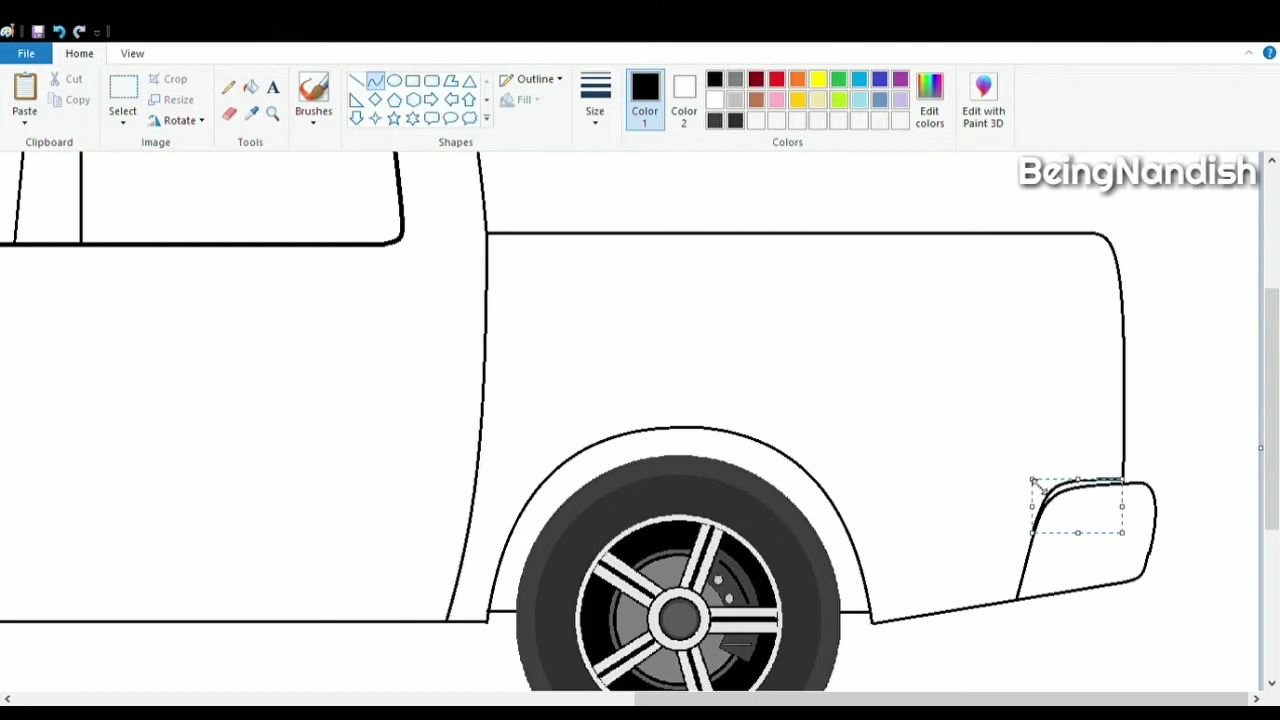 File
Home
View
Paste
Cut
Copy
Clipboard
Select
Crop
Resize
Rotate
Image
Tools
Brushes
Shapes
Outline
Fill
Size
Color
1
Color
2
Colors
Edit
colors
Edit with
Paint 3D
BeingNandish